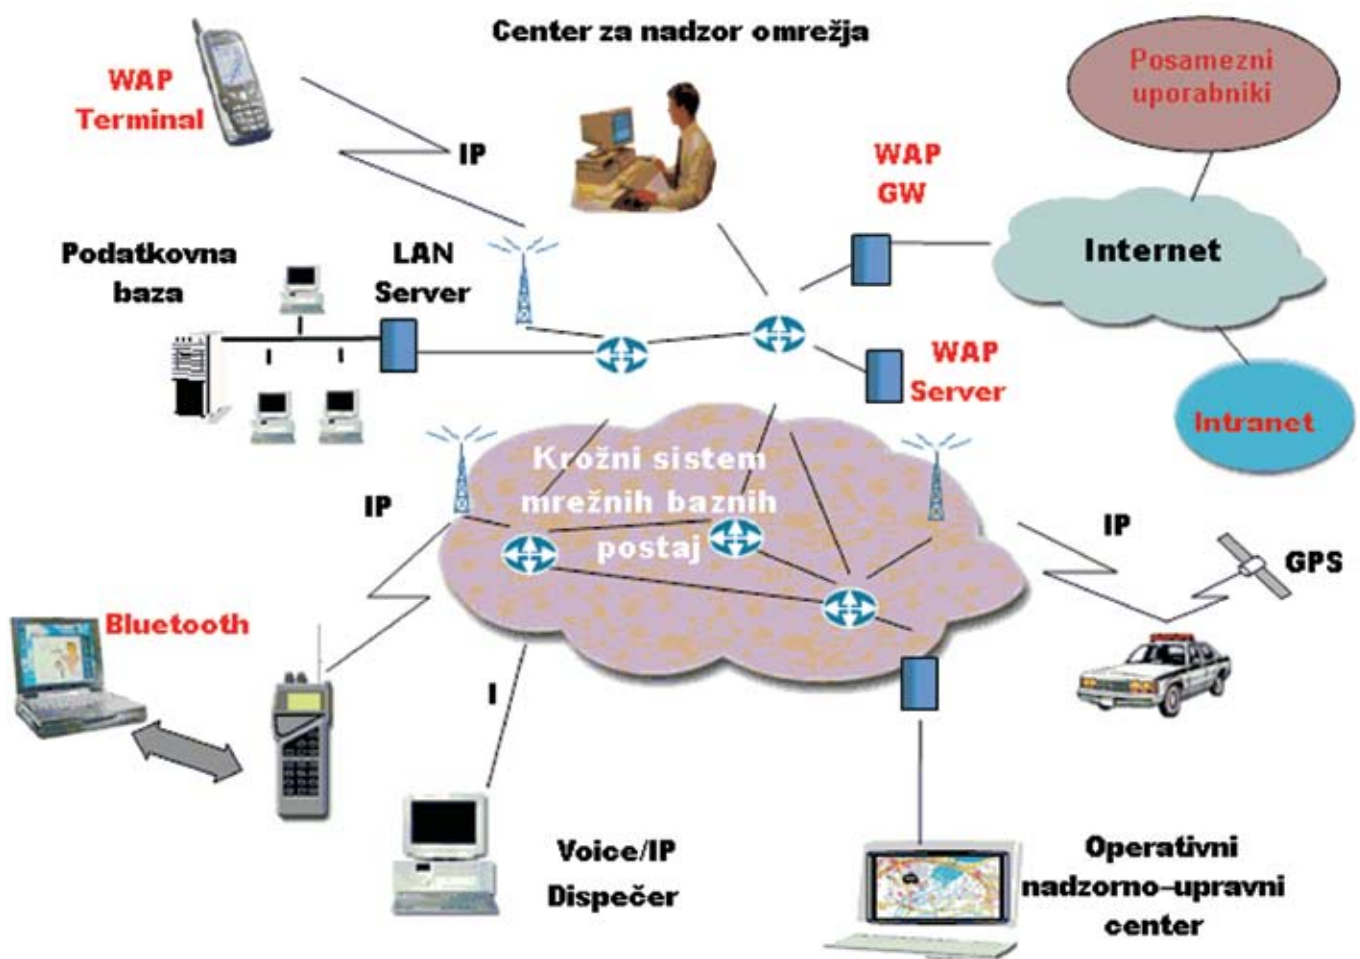 Center za nadzor omrežja
WAP
Terminal
IP
Posamezni
uporabniki
WAP
GW
Internet
Podatkovna
baza
LAN
Server
I
I
I
WAP
Server
Intranet
Krožni sistem
mrežnih baznih
postaj
IP
IP
GPS
Bluetooth
I
Voice/IP
Dispečer
Operativni
nadzorno-upravni
center